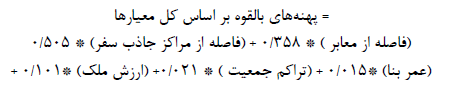 = پهنه‌های بالقوه بر اساس کل معیارها
(فاصله از معابر ) * ۰/۳۵۸ + (فاصله از مراکز جاذب سفر) * ۰/۵۰۵
(عمر بنا) * ۰/۰۱۵ + (تراکم جمعیت ) * ۰/۰۲۱ + (ارزش ملک) * ۰/۱۰۱ +